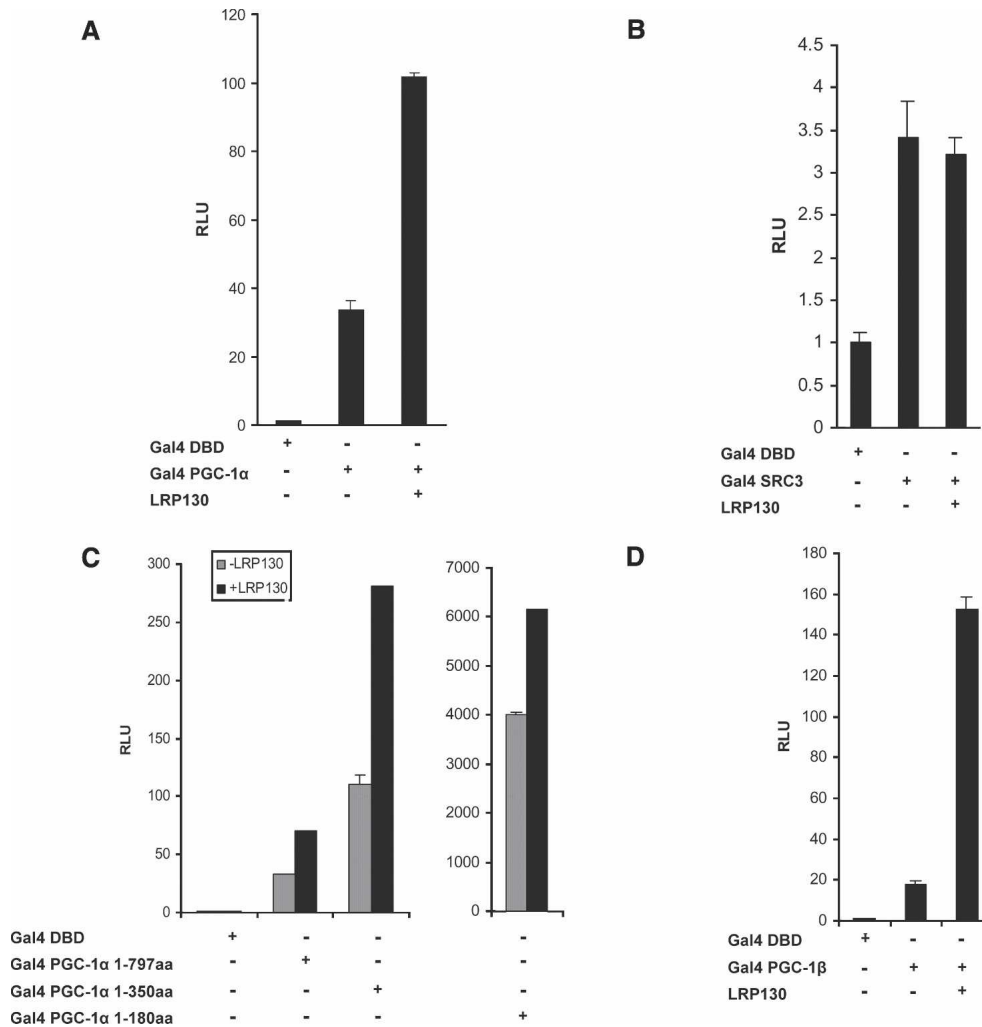 A
120
100
80
60
40
20
0
RLU
Gal4 DBD + - -
Gal4 PGC-1α - + +
LRP130 - - +
B
4.5
4
3.5
3
2.5
2
1.5
1
0.5
0
RLU
Gal4 DBD + - -
Gal4 SRC3 - + +
LRP130 - - +
C
-LRP130
+LRP130
300
250
200
150
100
50
0
RLU
7000
6000
5000
4000
3000
2000
1000
0
Gal4 DBD + - - -
Gal4 PGC-1α 1-797aa - + - -
Gal4 PGC-1α 1-350aa - - + -
Gal4 PGC-1α 1-180aa - - - +
D
180
160
140
120
100
80
60
40
20
0
RLU
Gal4 DBD + - -
Gal4 PGC-1β - + +
LRP130 - - +